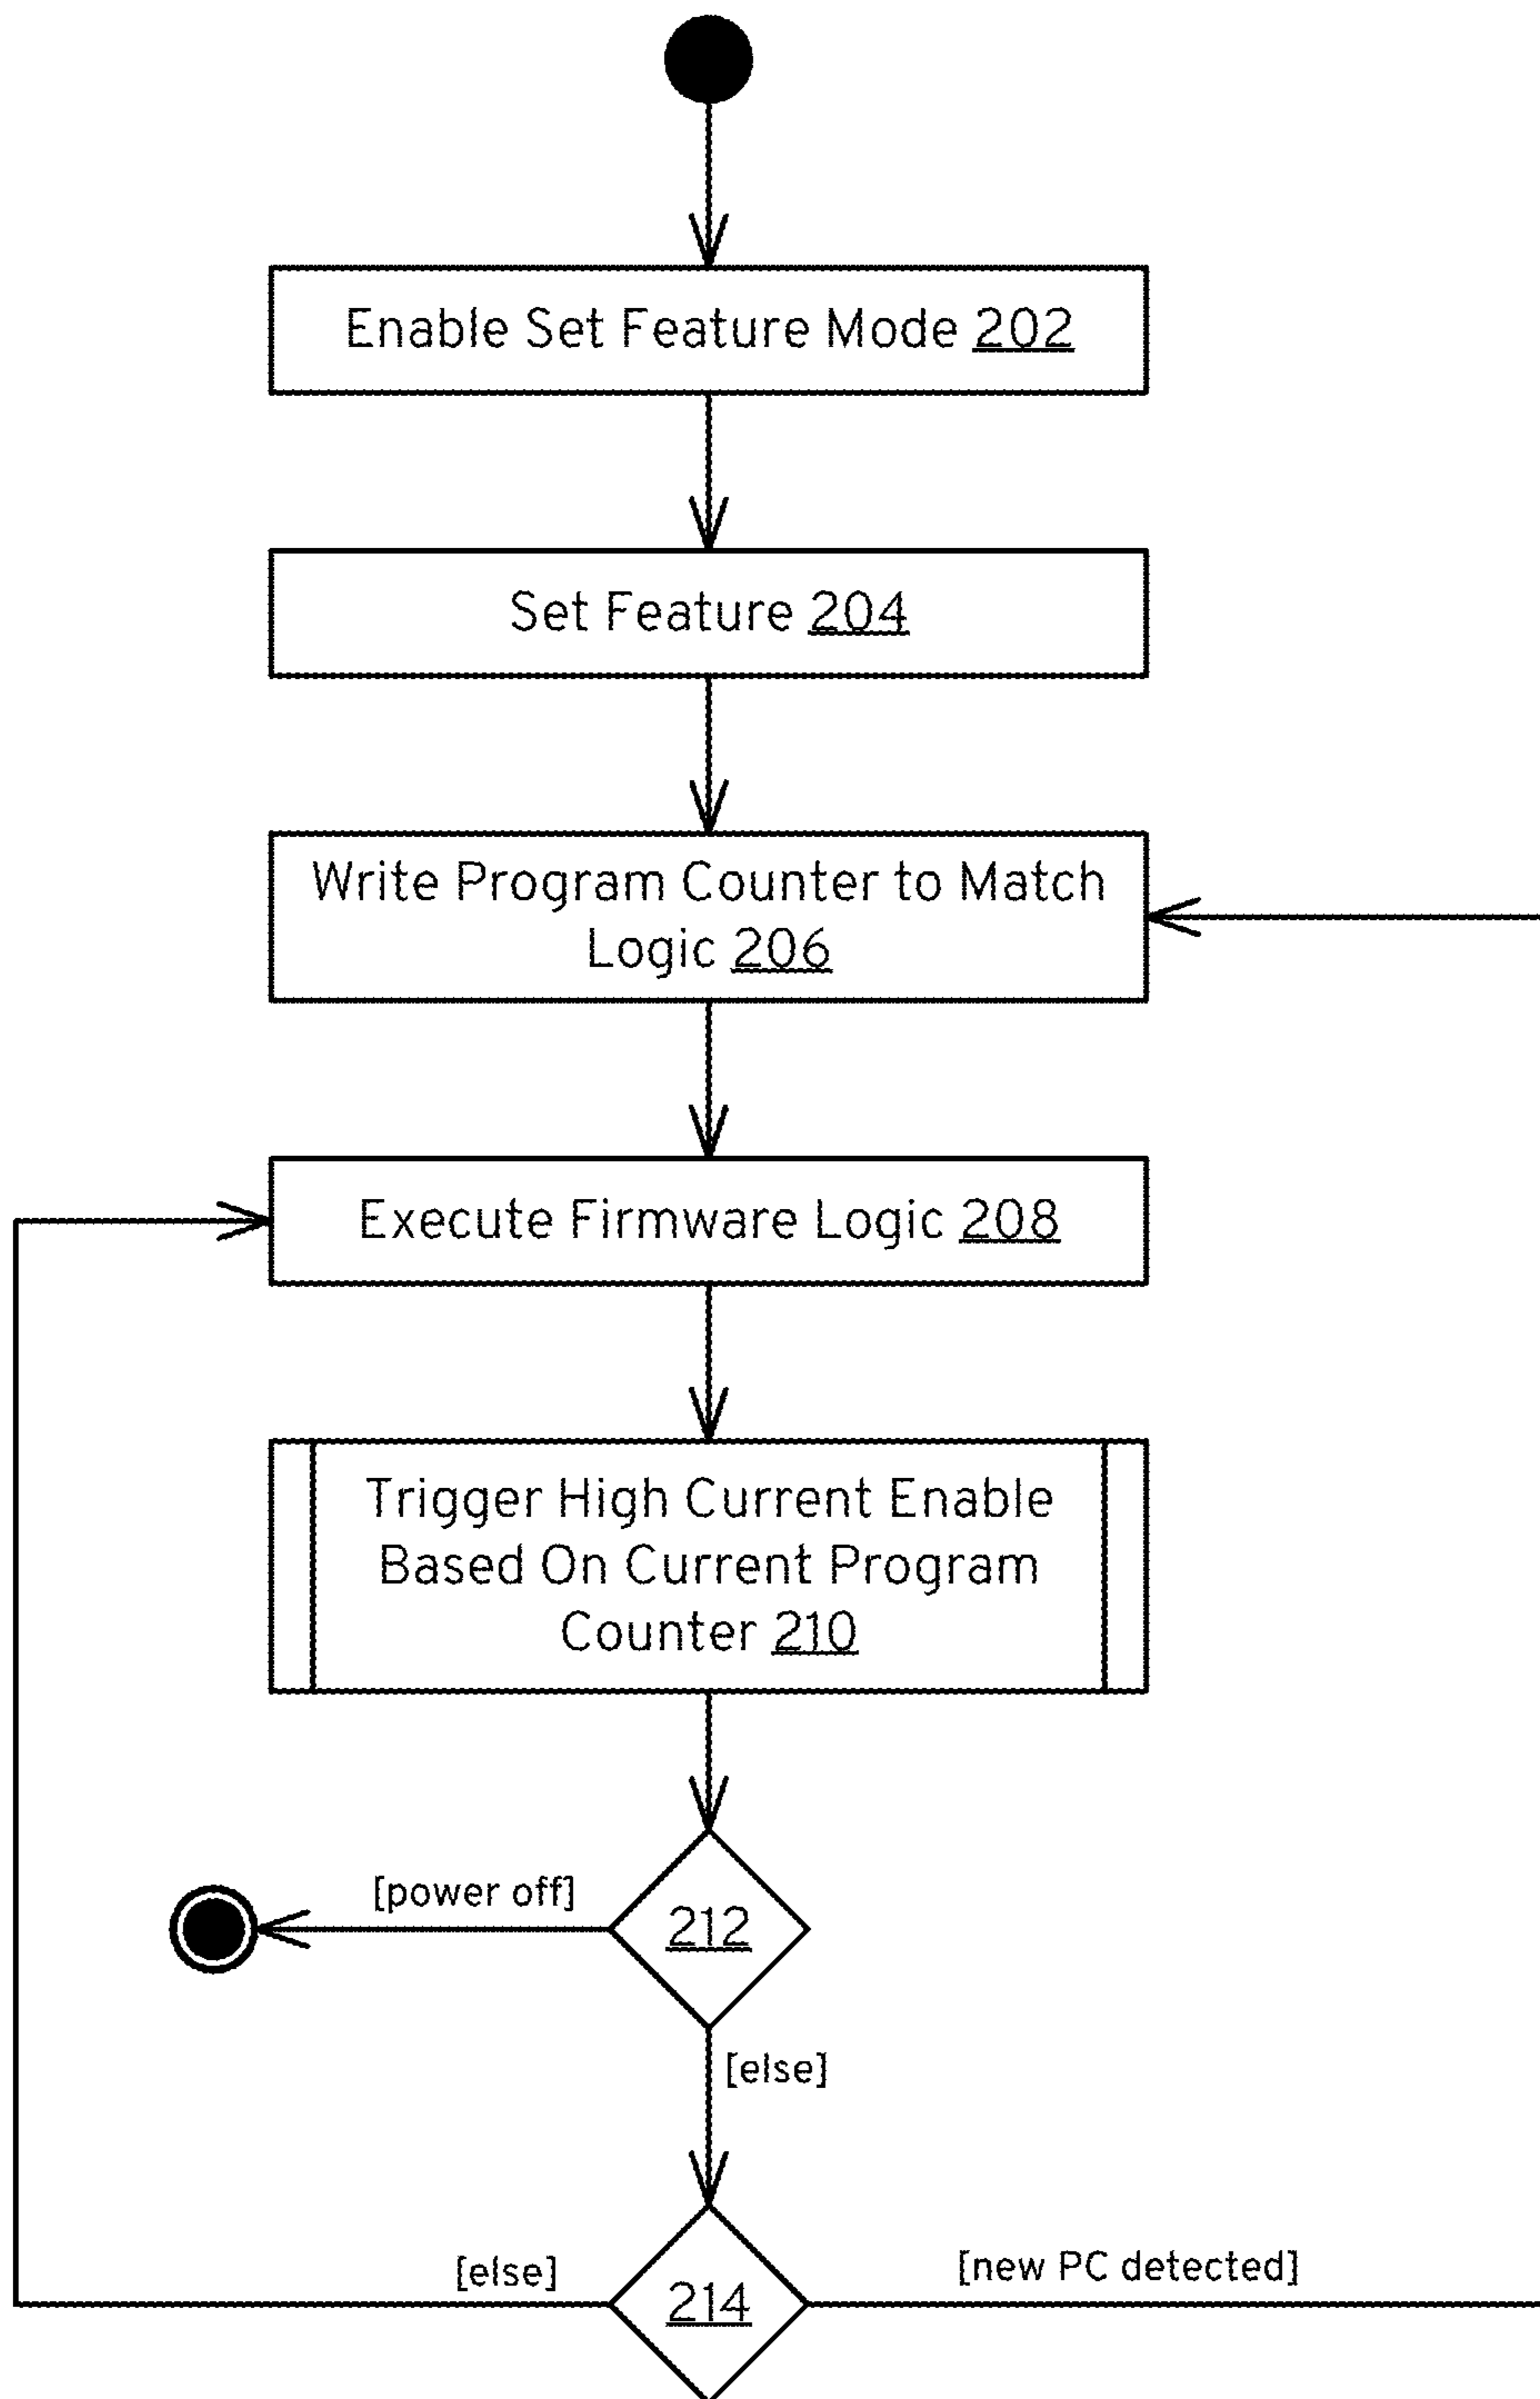 Enable Set Feature Mode 202
Set Feature 204
Write Program Counter to Match
Logic 206
Execute Firmware Logic 208
Trigger High Current Enable
Based On Current Program
Counter 210
[power off]
212
[else]
[else]
214
[new PC detected]